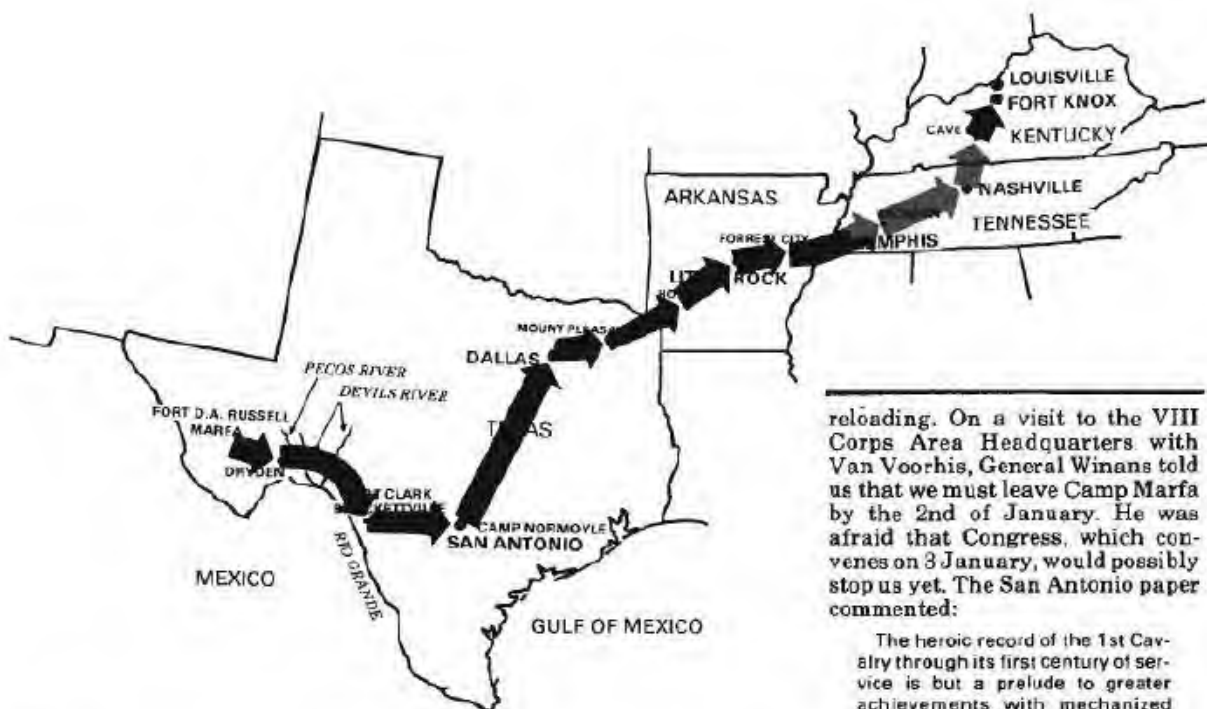 LOUISVILLE
FORT KNOX
CAVE
KENTUCKY
ARKANSAS
NASHVILLE
TENNESSEE
FORREST CITY
ROCK
MOUNT
DALLAS
PECOS RIVER
DEVILS RIVER
FORT D.A. RUSSELL
MARFA
DRYDEN
CLARK
CAMP NORMOYLE
SAN ANTONIO
RIO GRANDE
MEXICO
GULF OF MEXICO
reloading. On a visit to the VIII
Corps Area Headquarters with
Van Voorhis, General Winans told
us that we must leave Camp Marfa
by the 2nd of January. He was
afraid that Congress, which con-
venes on 3 January, would possibly
stop us yet. The San Antonio paper
commented:
The heroic record of the 1st Cav-
alry through its first century of ser-
vice is but a prelude to greater
achievements with mechanized